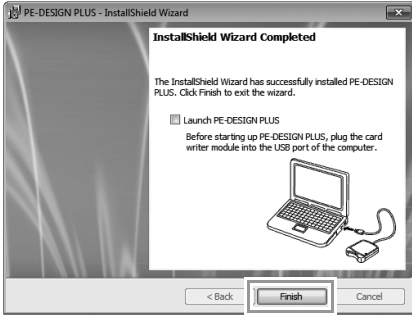 PE-DESIGN PLUS - InstallShield Wizard
InstallShield Wizard Completed
The InstallShield Wizard has successfully installed PE-DESIGN
PLUS. Click Finish to exit the wizard.
Launch PE-DESIGN PLUS
Before starting up PE-DESIGN PLUS, plug the card
writer module into the USB port of the computer.
< Back
Finish
Cancel